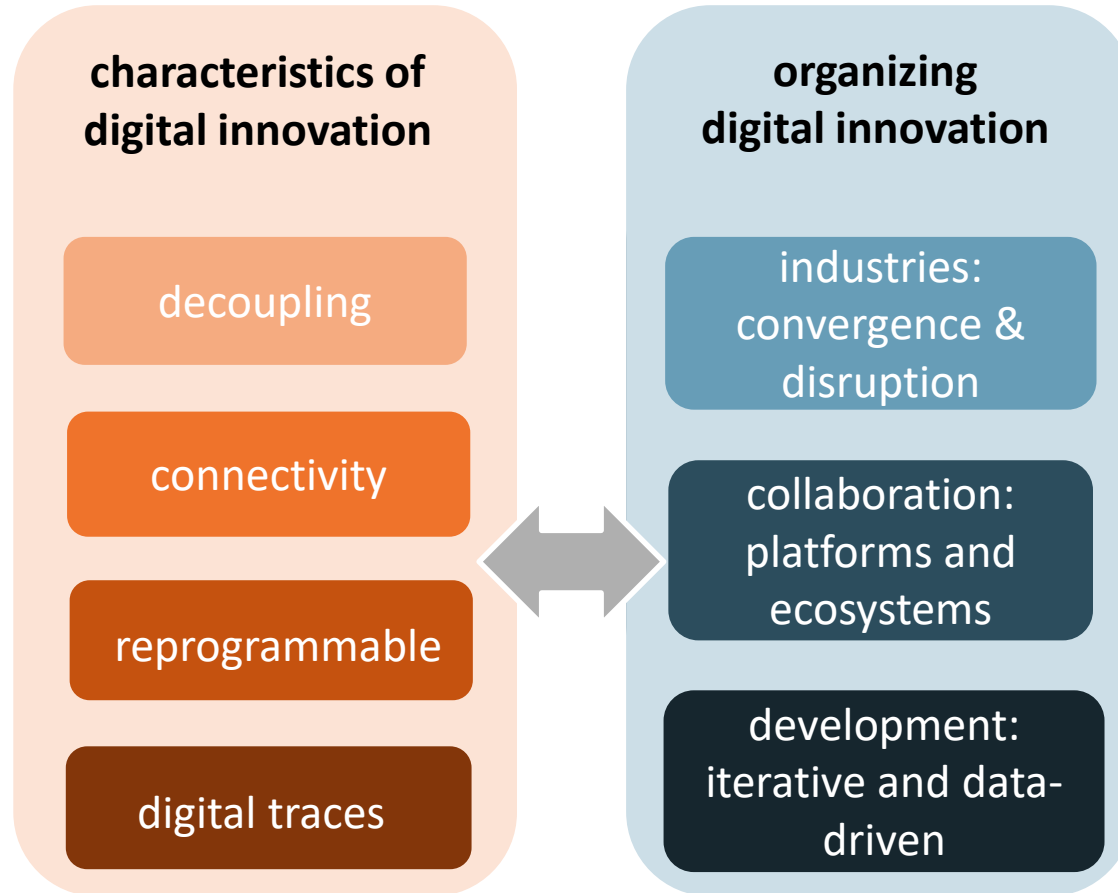 characteristics of
digital innovation
decoupling
connectivity
reprogrammable
digital traces
organizing
digital innovation
industries:
convergence &
disruption
collaboration:
platforms and
ecosystems
development:
iterative and data-
driven